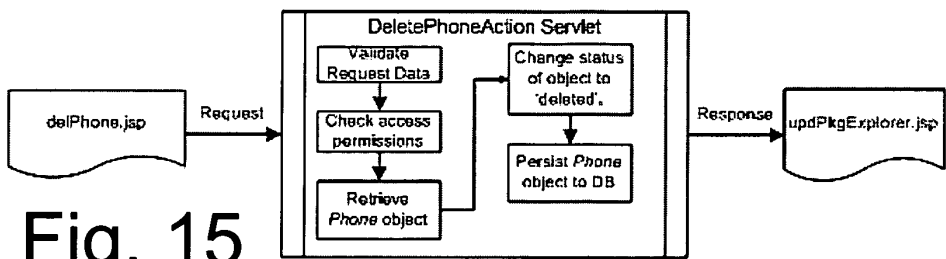 DeletePhoneAction Servlet
delPhone.jsp
Request
Validate
Request Data
Check access
permissions
Retrieve
Phone object
Change status
of object to
'deleted'.
Persist Phone
object to DB
Response
updPkgExplorer.jsp
Fig. 15